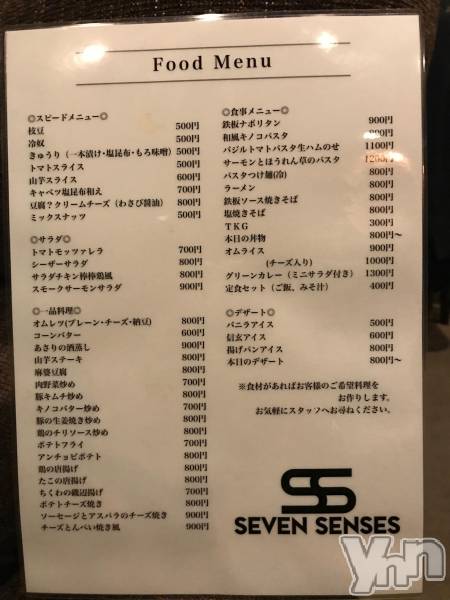 Food Menu
◎スピードメニュー◎
枝豆 500円
冷奴 500円
きゅうり（一本漬け・塩昆布・もろ味噌） 500円
トマトスライス 500円
山芋スライス 600円
キャベツ塩昆布和え 700円
豆腐?クリームチーズ（わさび醤油） 800円
ミックスナッツ 500円
◎サラダ◎
トマトモッツァレラ 700円
シーザーサラダ 800円
サラダチキン棒棒鶏風 800円
スモークサーモンサラダ 900円
◎一品料理◎
オムレツ(プレーン・チーズ・納豆) 800円
コーンバター 600円
あさりの酒蒸し 900円
山芋ステーキ 800円
麻婆豆腐 800円
肉野菜炒め 700円
豚キムチ炒め 800円
キノコバター炒め 700円
豚の生姜焼き炒め 800円
鶏のチリソース炒め 800円
ポテトフライ 700円
アンチョビポテト 800円
鶏の唐揚げ 800円
たこの唐揚げ 800円
ちくわの磯辺揚げ 700円
ポテトチーズ焼き 800円
ソーセージとアスパラのチーズ焼き 900円
チーズとんぺい焼き風 900円
◎食事メニュー◎
鉄板ナポリタン 900円
和風キノコパスタ
バジルトマトパスタ生ハムのせ 1100円
サーモンとほうれん草のパスタ 1200円
パスタつけ麺(冷) 800円
ラーメン 800円
鉄板ソース焼きそば 800円
塩焼きそば 800円
TKG 300円
本日の丼物 800円～
オムライス 900円
(チーズ入り) 1000円
グリーンカレー（ミニサラダ付き） 1300円
定食セット（ご飯、みそ汁） 400円
◎デザート◎
バニラアイス 500円
信玄アイス 600円
揚げパンアイス 800円
本日のデザート 800円～
※食材があればお客様のご希望料理を
お作りします。
お気軽にスタッフへお尋ねください。
SS
SEVEN SENSES
YNN